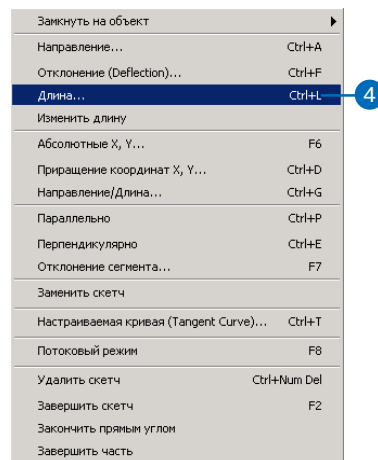 Замкнуть на объект
Направление... Ctrl+A
Отклонение (Deflection)... Ctrl+F
Длина... Ctrl+L 4
Изменить длину
Абсолютные X, Y... F6
Приращение координат X, Y... Ctrl+D
Направление/Длина... Ctrl+G
Параллельно Ctrl+P
Перпендикулярно Ctrl+E
Отклонение сегмента... F7
Заменить скетч
Настраиваемая кривая (Tangent Curve)... Ctrl+T
Потоковый режим F8
Удалить скетч Ctrl+Num Del
Завершить скетч F2
Закончить прямым углом
Завершить часть